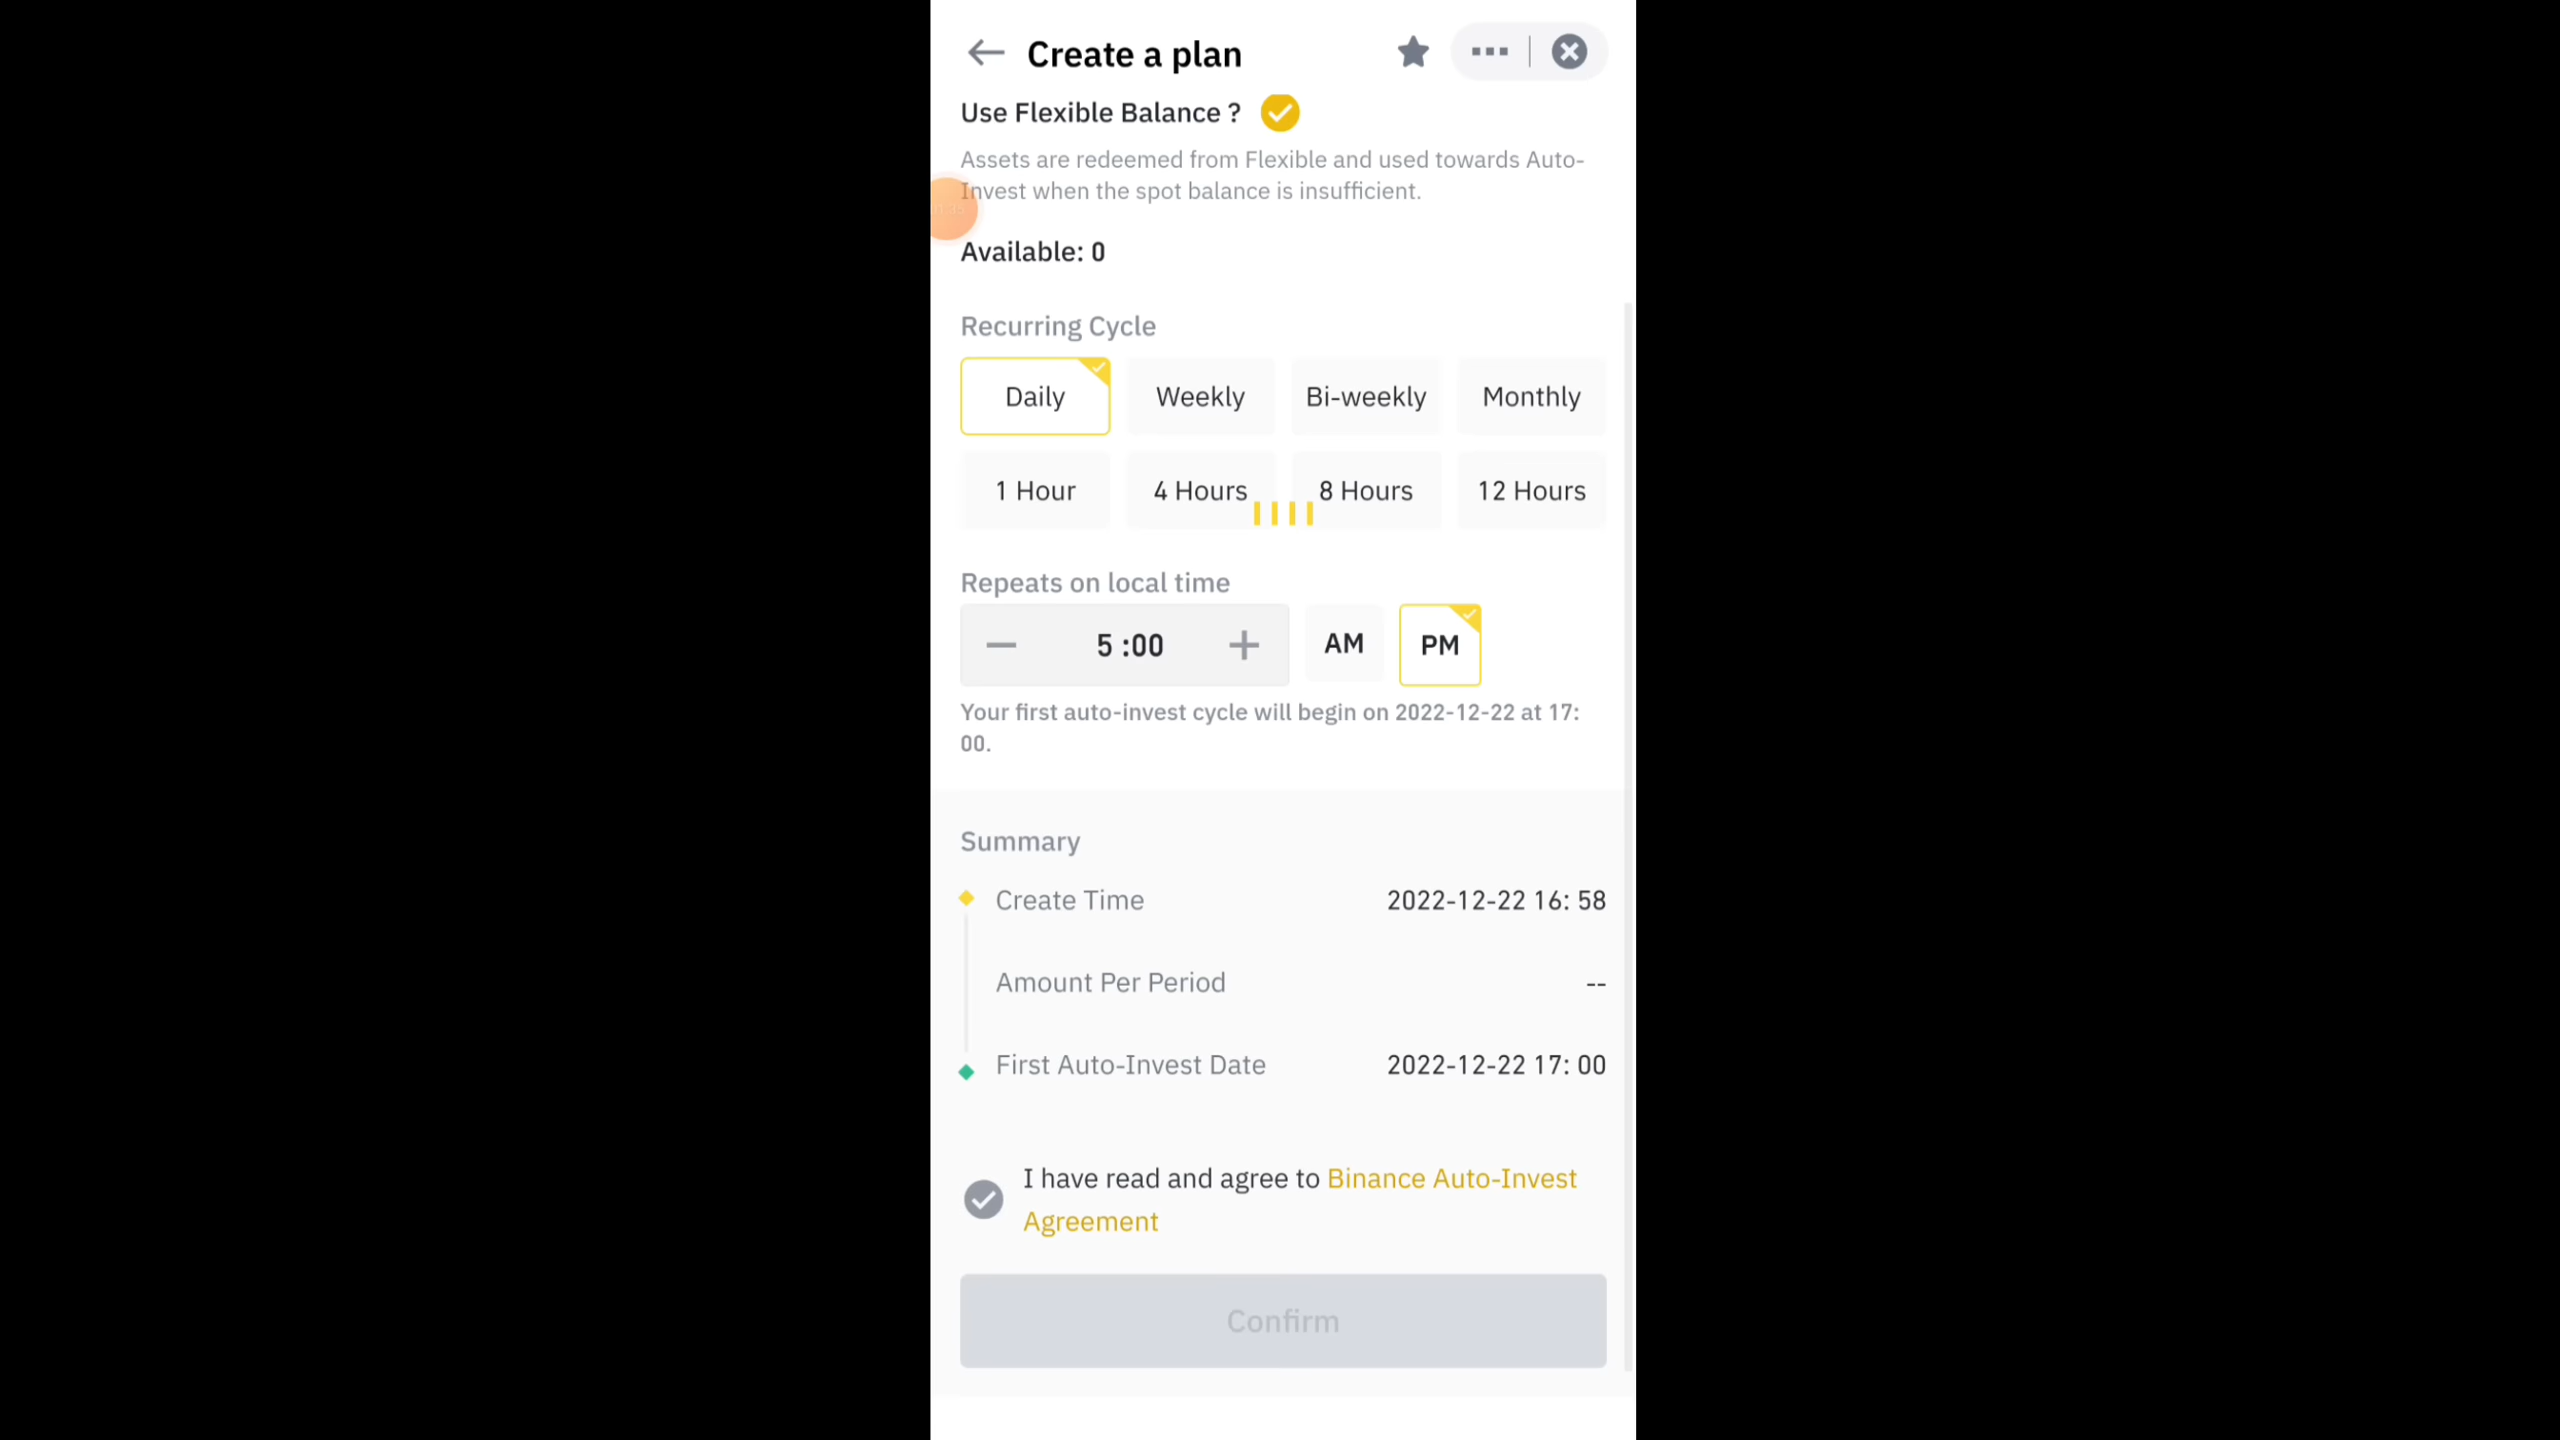 Create a plan
Use Flexible Balance ?
Assets are redeemed from Flexible and used towards Auto-
Invest when the spot balance is insufficient.
Available: 0
Recurring Cycle
Daily Weekly Bi-weekly Monthly
1 Hour 4 Hours 8 Hours 12 Hours
Repeats on local time
5 :00 AM PM
Your first auto-invest cycle will begin on 2022-12-22 at 17:
00.
Summary
Create Time 2022-12-22 16: 58
Amount Per Period --
First Auto-Invest Date 2022-12-22 17: 00
I have read and agree to Binance Auto-Invest
Agreement
Confirm